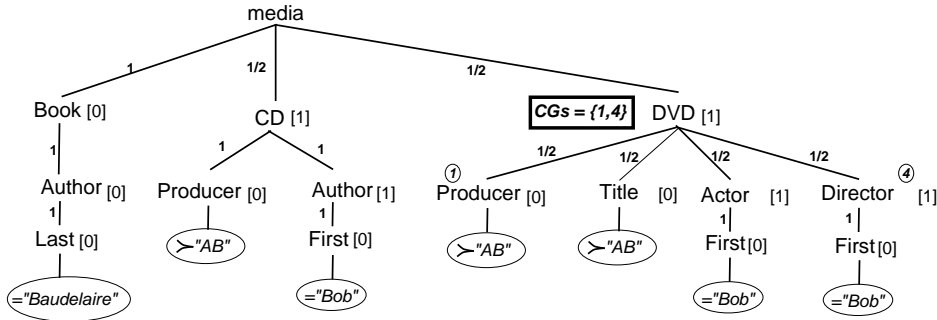 media
1 1/2 1/2
Book [0] CD [1] CGs = {1,4} DVD [1]
1 1 1 1/2 1/2 1/2 1/2
1 4
Author [0] Producer [0] Author [1] Producer [0] Title [0] Actor [1] Director [1]
1 1 1 1
Last [0] ≻"AB" First [0] ≻"AB" ≻"AB" First [0] First [0]
="Baudelaire" ="Bob" ="Bob" ="Bob"